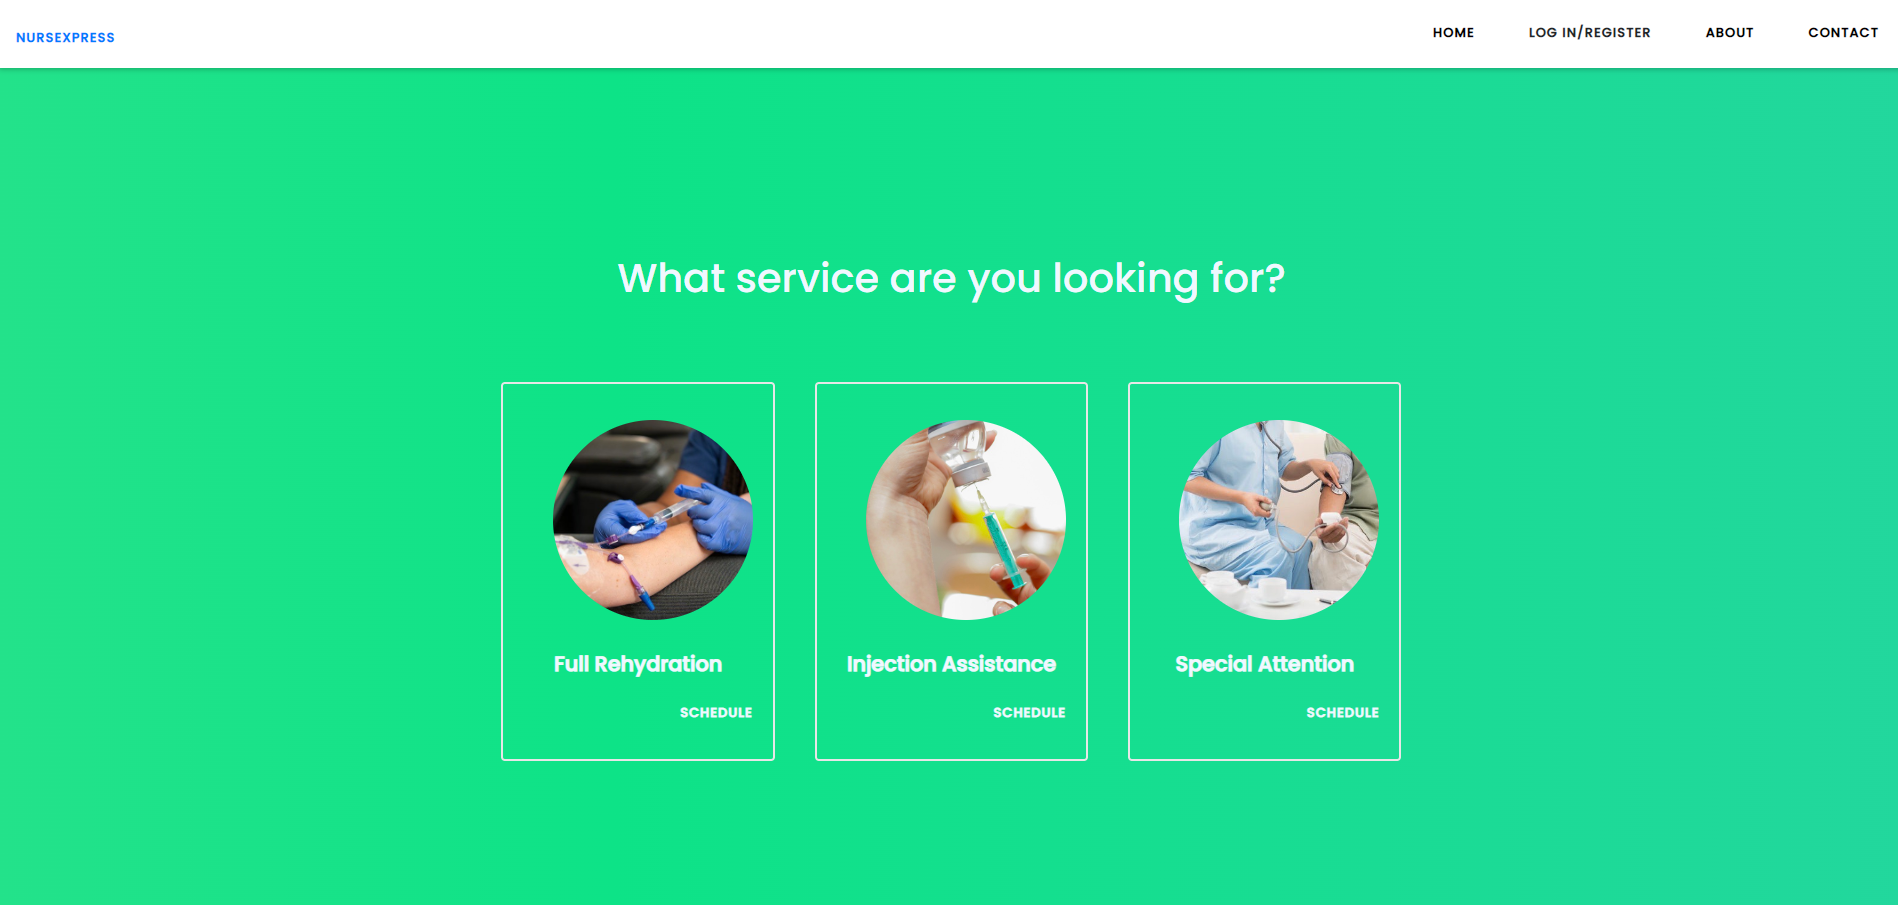 NURSEXPRESS
HOME
LOG IN/REGISTER
ABOUT
CONTACT
What service are you looking for?
Full Rehydration
SCHEDULE
Injection Assistance
SCHEDULE
Special Attention
SCHEDULE